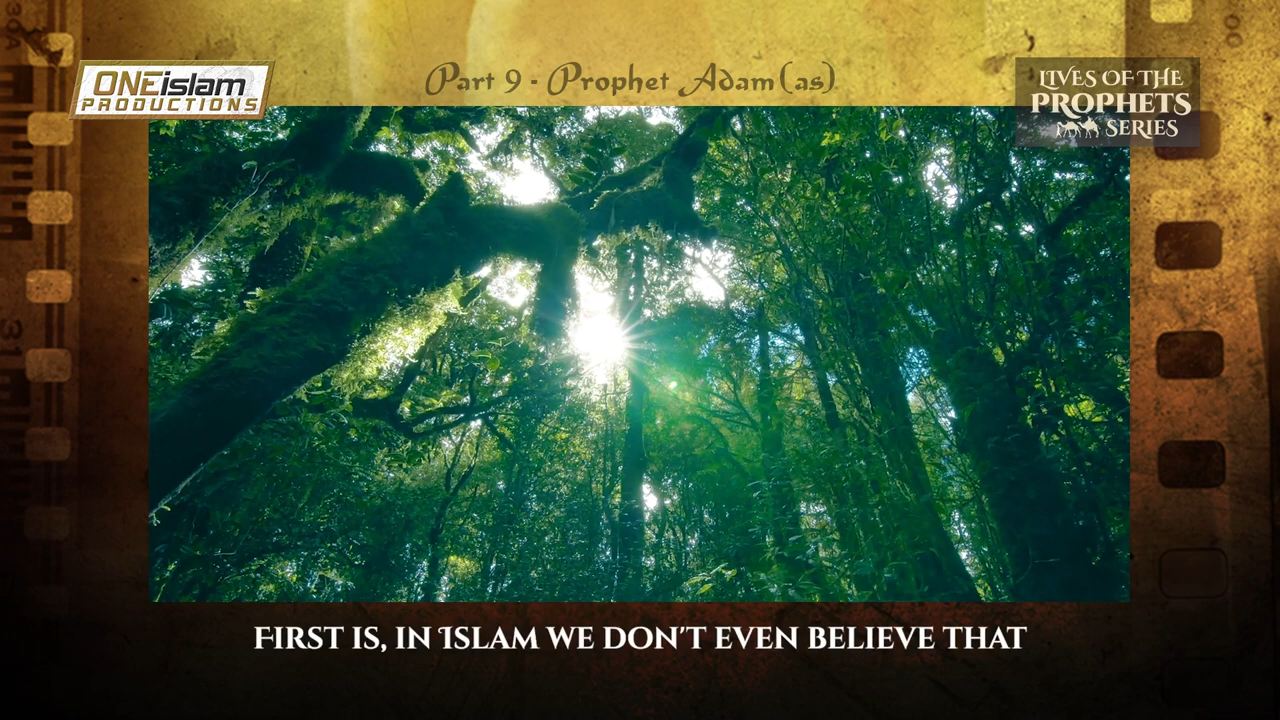 ONEislam
PRODUCTIONS
Part 9 - Prophet Adam (as)
LIVES OF THE
PROPHETS
SERIES
FIRST IS, IN ISLAM WE DON'T EVEN BELIEVE THAT